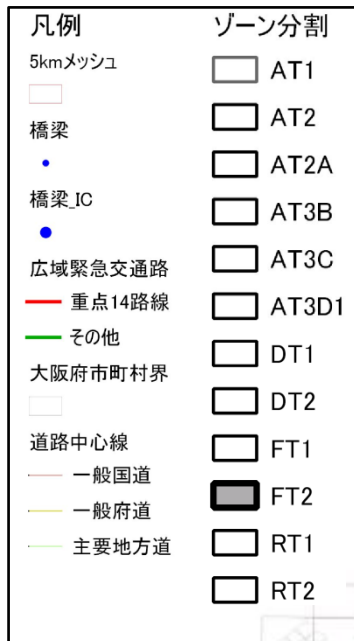 凡例
5kmメッシュ
橋梁
橋梁_IC
広域緊急交通路
重点14路線
その他
大阪府市町村界
道路中心線
一般国道
一般府道
主要地方道
ゾーン分割
AT1
AT2
AT2A
AT3B
AT3C
AT3D1
DT1
DT2
FT1
FT2
RT1
RT2